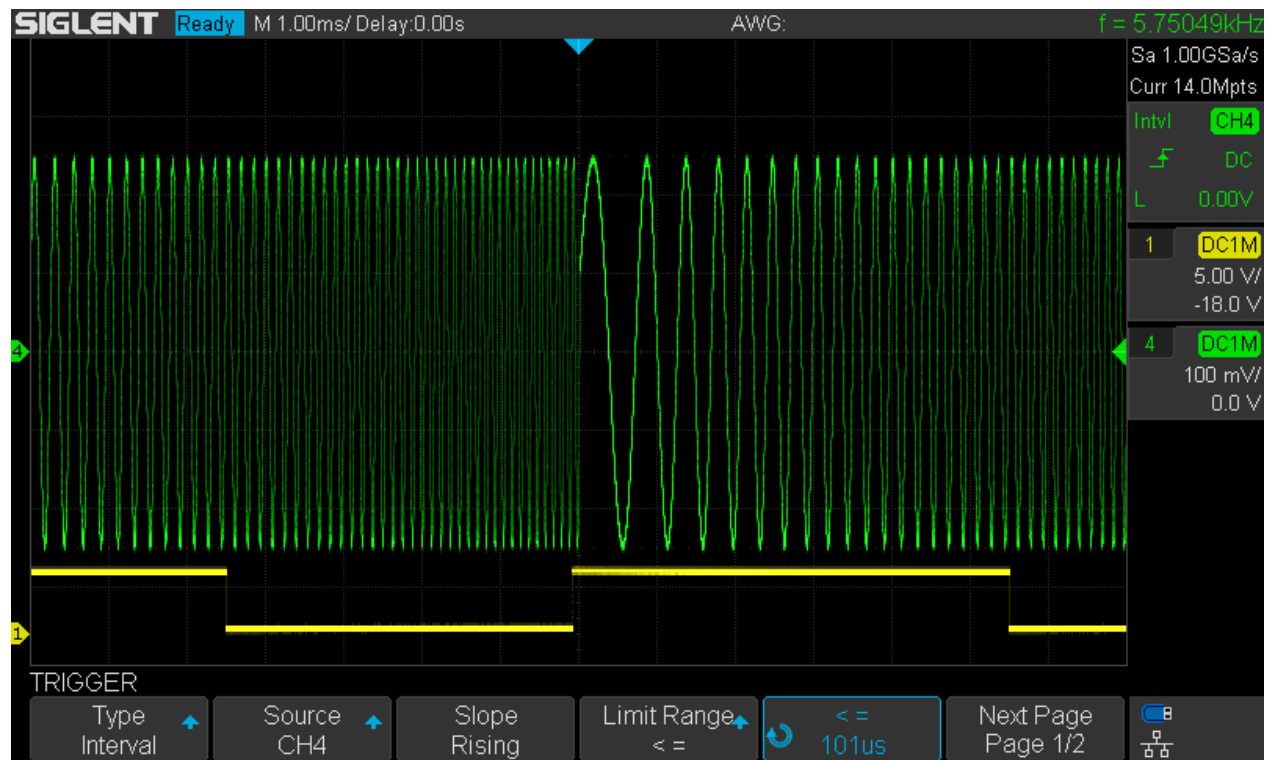 SIGLENT Ready M 1.00ms/ Delay:0.00s AWG: f = 5.75049kHz
Sa 1.00GSa/s
Curr 14.0Mpts
Intvl CH4
DC
L 0.00V
1 DC1M
5.00 V/
-18.0 V
4
4 DC1M
100 mV/
0.0 V
1
TRIGGER
Type
Interval
Source
CH4
Slope
Rising
Limit Range
< =
< =
101us
Next Page
Page 1/2